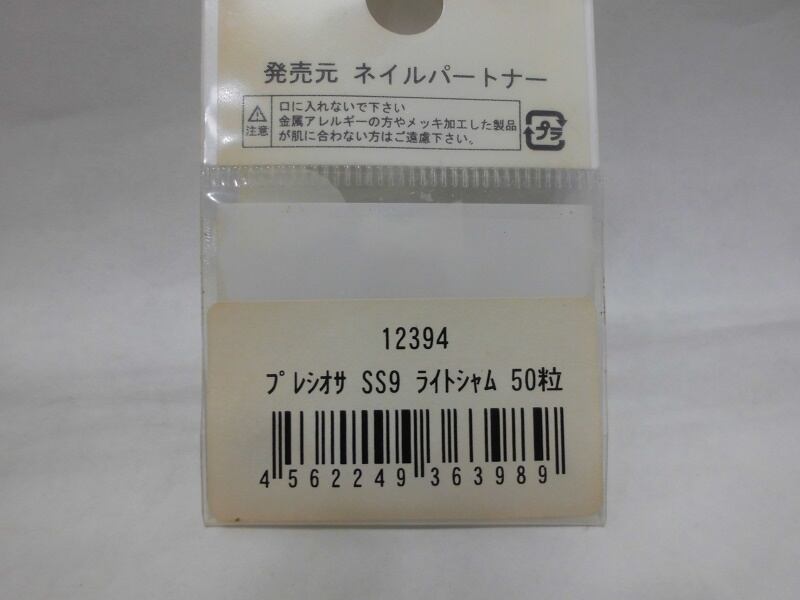 発売元 ネイルパートナー
注意
口に入れないで下さい
金属アレルギーの方やメッキ加工した製品
が肌に合わない方はご遠慮下さい。
プラ
12394
プレシオサ SS9 ライトシャム 50粒
4 562249 363989